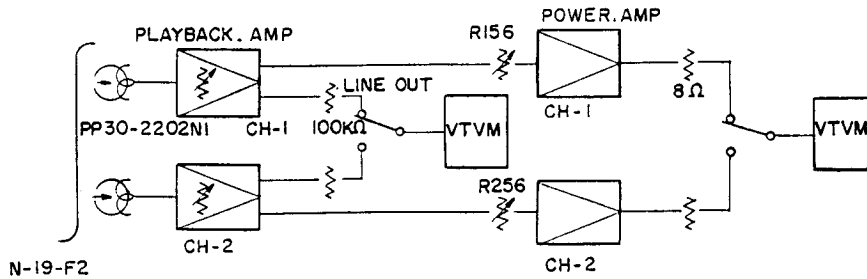 POWER.AMP
R156
PLAYBACK. AMP
LINE OUT
8Ω
PP30-2202N1
CH-1
100KΩ
VTVM
CH-1
VTVM
R256
CH-2
CH-2
N-19-F2